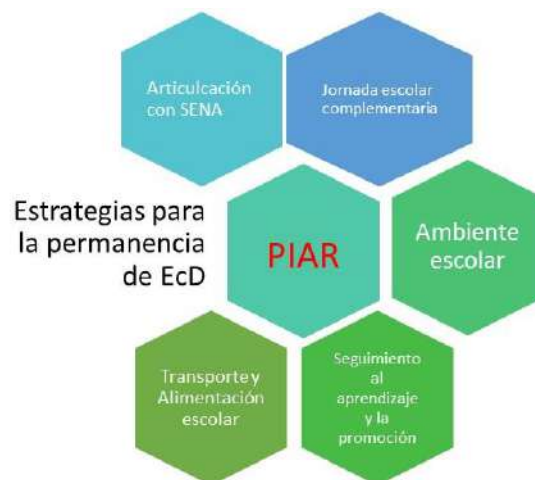 Articulcación
con SENA
Jornada escolar
complementaria
Estrategias para
la permanencia
de EcD
PIAR
Ambiente
escolar
Transporte y
Alimentación
escolar
Seguimiento
al
aprendizaje
y la
promoción